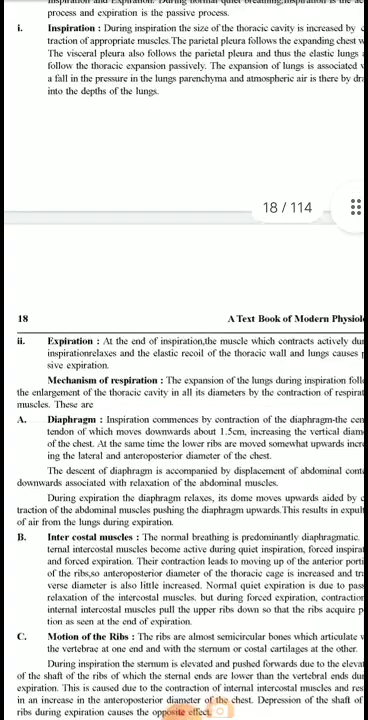 process and expiration is the passive process.
i. Inspiration : During inspiration the size of the thoracic cavity is increased by
traction of appropriate muscles.The parietal pleura follows the expanding chest
The visceral pleura also follows the parietal pleura and thus the elastic lungs
follow the thoracic expansion passively. The expansion of lungs is associated
a fall in the pressure in the lungs parenchyma and atmospheric air is there by
into the depths of the lungs.
18 / 114
18 A Text Book of Modern Physiol
ii. Expiration : At the end of inspiration,the muscle which contracts actively
inspirationrelaxes and the elastic recoil of the thoracic wall and lungs causes
sive expiration.
Mechanism of respiration : The expansion of the lungs during inspiration
the enlargement of the thoracic cavity in all its diameters by the contraction of respirat
muscles. These are
A. Diaphragm : Inspiration commences by contraction of the diaphragm-the cen
tendon of which moves downwards about 1.5cm, increasing the vertical diam
of the chest. At the same time the lower ribs are moved somewhat upwards incr
ing the lateral and anteroposterior diameter of the chest.
The descent of diaphragm is accompanied by displacement of abdominal conte
downwards associated with relaxation of the abdominal muscles.
During expiration the diaphragm relaxes, its dome moves upwards aided by c
traction of the abdominal muscles pushing the diaphragm upwards.This results in expul
of air from the lungs during expiration.
B. Inter costal muscles : The normal breathing is predominantly diaphragmatic.
ternal intercostal muscles become active during quiet inspiration, forced inspirat
and forced expiration. Their contraction leads to moving up of the anterior porti
of the ribs,so anteroposterior diameter of the thoracic cage is increased and tra
verse diameter is also little increased. Normal quiet expiration is due to pass
relaxation of the intercostal muscles. but during forced expiration, contraction
internal intercostal muscles pull the upper ribs down so that the ribs acquire p
tion as seen at the end of expiration.
C. Motion of the Ribs : The ribs are almost semicircular bones which articulate w
the vertebrae at one end and with the sternum or costal cartilages at the other.
During inspiration the sternum is elevated and pushed forwards due to the elevat
of the shaft of the ribs of which the sternal ends are lower than the vertebral ends du
expiration. This is caused due to the contraction of internal intercostal muscles and res
in an increase in the anteroposterior diameter of the chest. Depression of the shaft of
ribs during expiration causes the opposite effect.